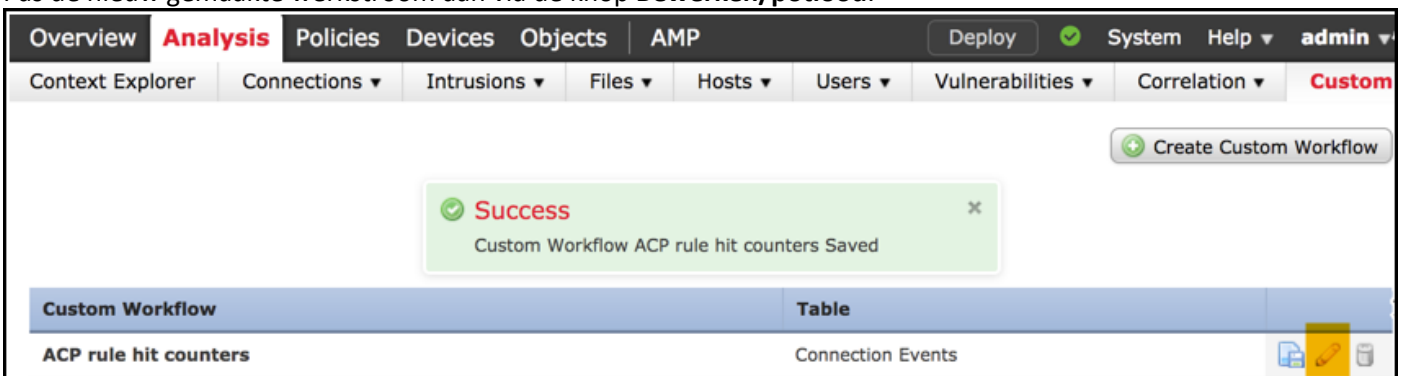 Overview Analysis Policies Devices Objects AMP Deploy System Help admin
Context Explorer Connections Intrusions Files Hosts Users Vulnerabilities Correlation Custom
Create Custom Workflow
Success
Custom Workflow ACP rule hit counters Saved
Custom Workflow Table
ACP rule hit counters Connection Events